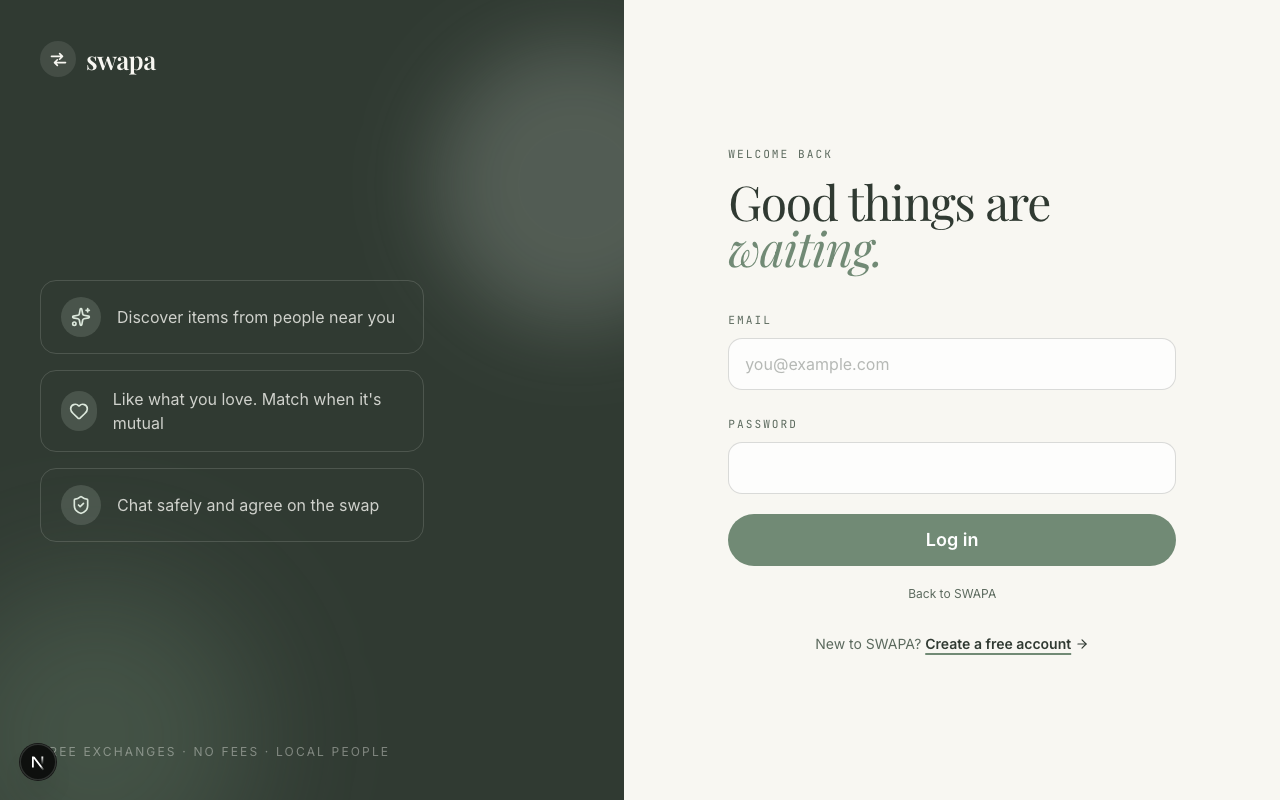 swapa
Discover items from people near you
Like what you love. Match when it's
mutual
Chat safely and agree on the swap
EXCHANGES · NO FEES · LOCAL PEOPLE
WELCOME BACK
Good things are
waiting.
EMAIL
you@example.com
PASSWORD
Log in
Back to SWAPA
New to SWAPA? Create a free account →